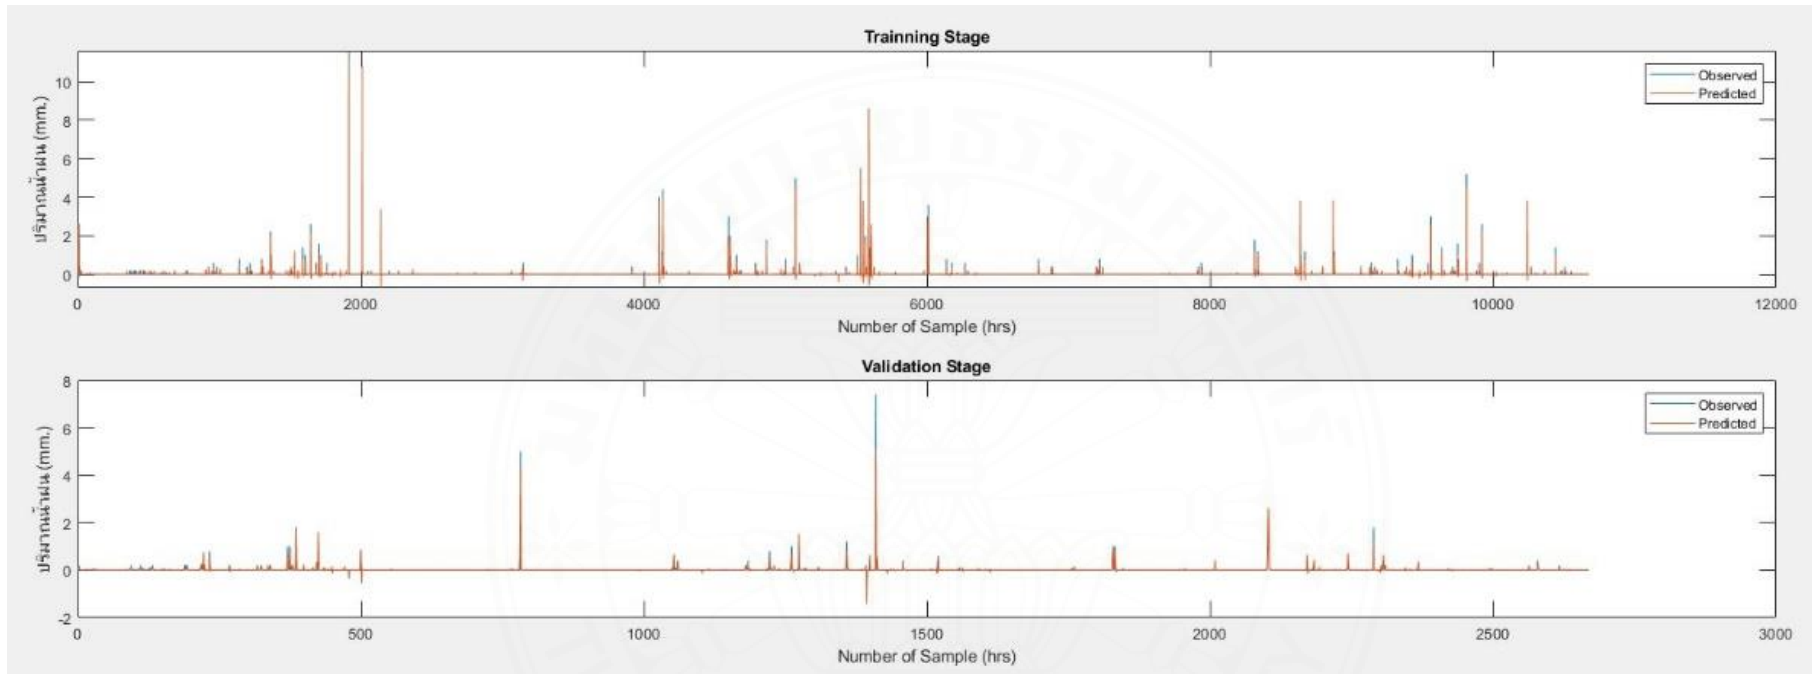 Trainning Stage
Observed
Predicted
10
8
6
4
2
0
ปริมาณน้ำฝน (mm.)
0 2000 4000 6000 8000 10000 12000
Number of Sample (hrs)
Validation Stage
Observed
Predicted
8
6
4
2
0
-2
ปริมาณน้ำฝน (mm.)
0 500 1000 1500 2000 2500 3000
Number of Sample (hrs)